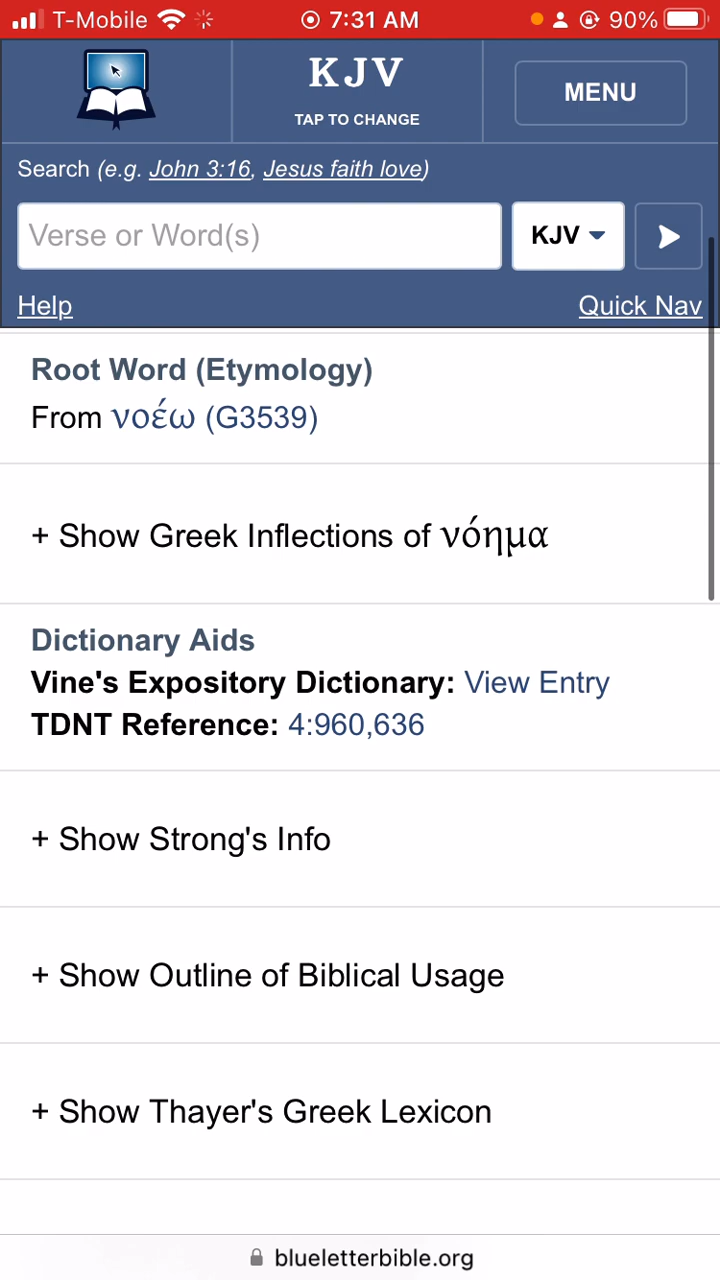 T-Mobile 7:31 AM 90%
KJV
TAP TO CHANGE
MENU
Search (e.g. John 3:16, Jesus faith love)
Verse or Word(s) KJV
Help Quick Nav
Root Word (Etymology)
From νοέω (G3539)
+ Show Greek Inflections of νόημα
Dictionary Aids
Vine's Expository Dictionary: View Entry
TDNT Reference: 4:960,636
+ Show Strong's Info
+ Show Outline of Biblical Usage
+ Show Thayer's Greek Lexicon
blueletterbible.org